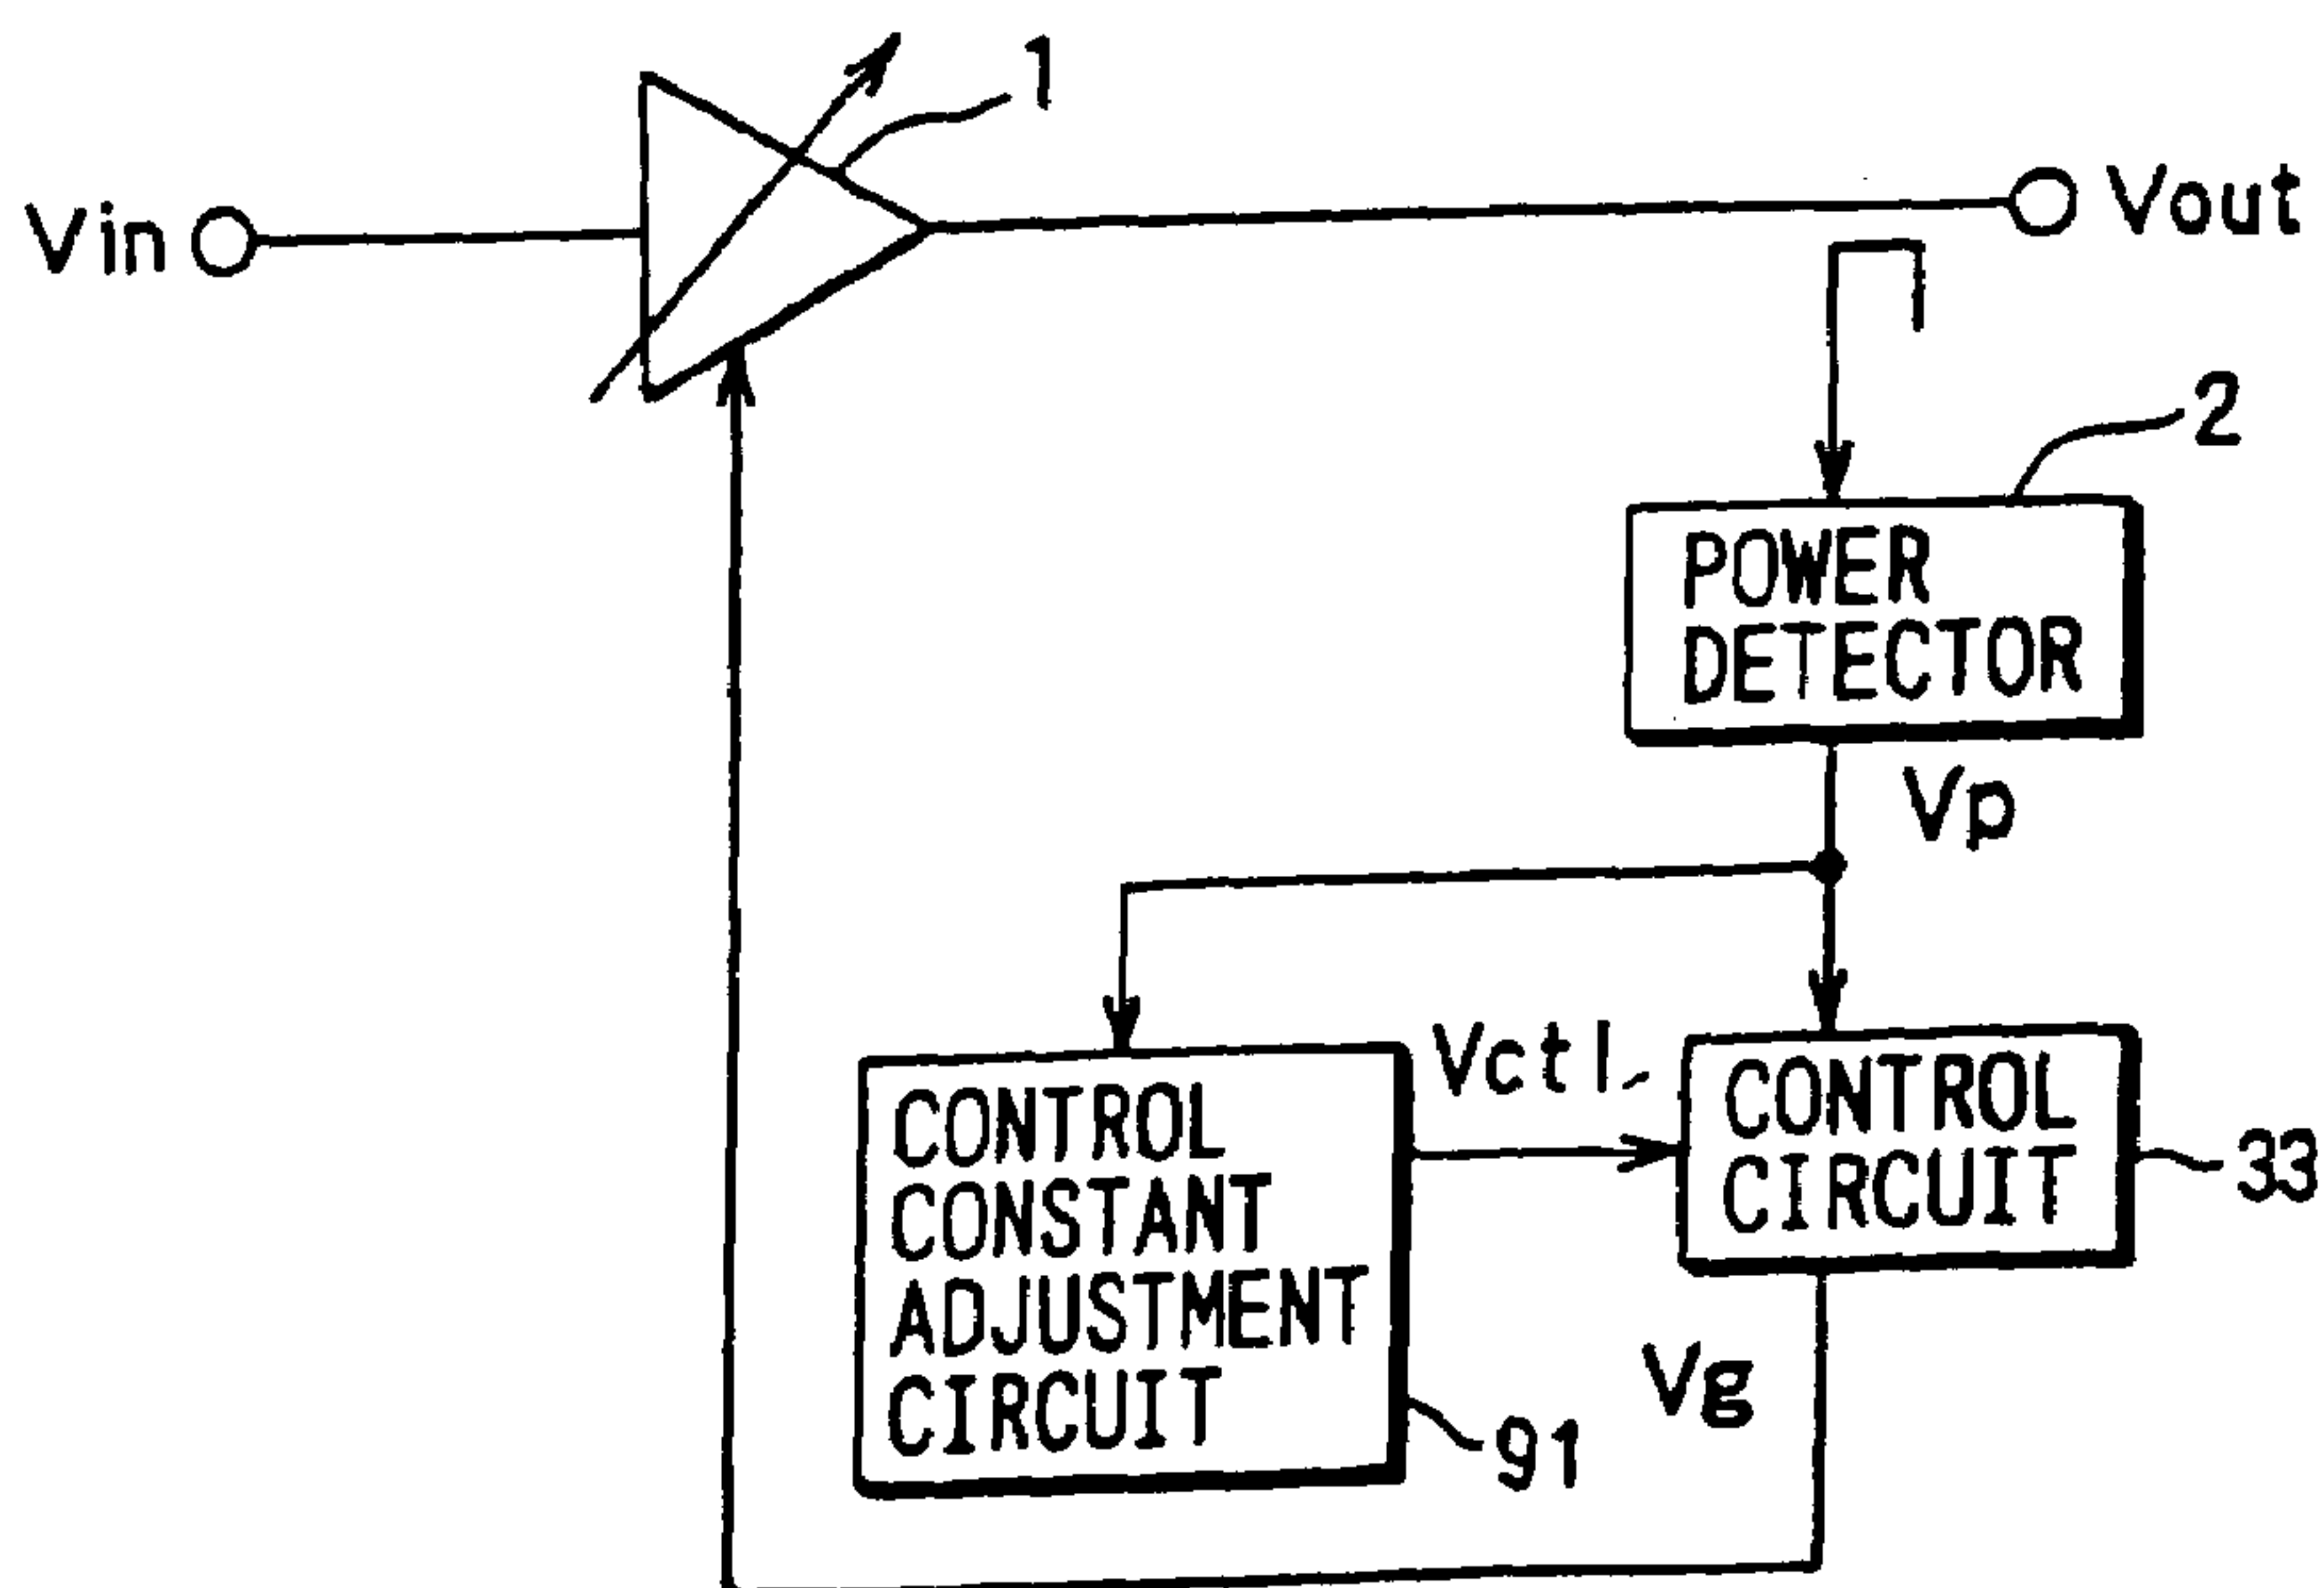 1
Vin
Vout
2
POWER
DETECTOR
Vp
Vctl
CONTROL
CIRCUIT
33
CONTROL
CONSTANT
ADJUSTMENT
CIRCUIT
91
Vg